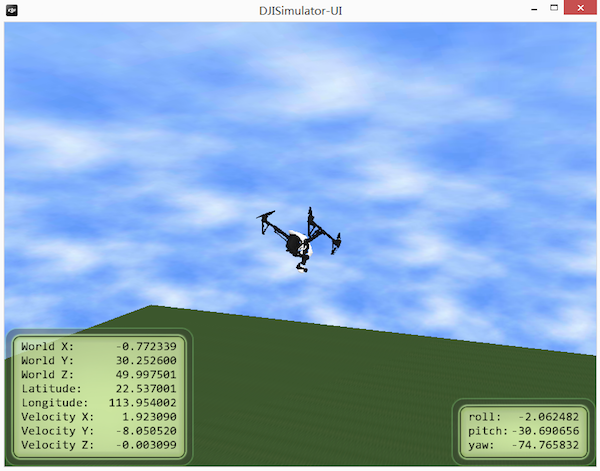 DJISimulator-UI
World X: -0.772339
World Y: 30.252600
World Z: 49.997501
Latitude: 22.537001
Longitude: 113.954002
Velocity X: 1.923090
Velocity Y: -8.050520
Velocity Z: -0.003099
roll: -2.062482
pitch: -30.690656
yaw: -74.765832